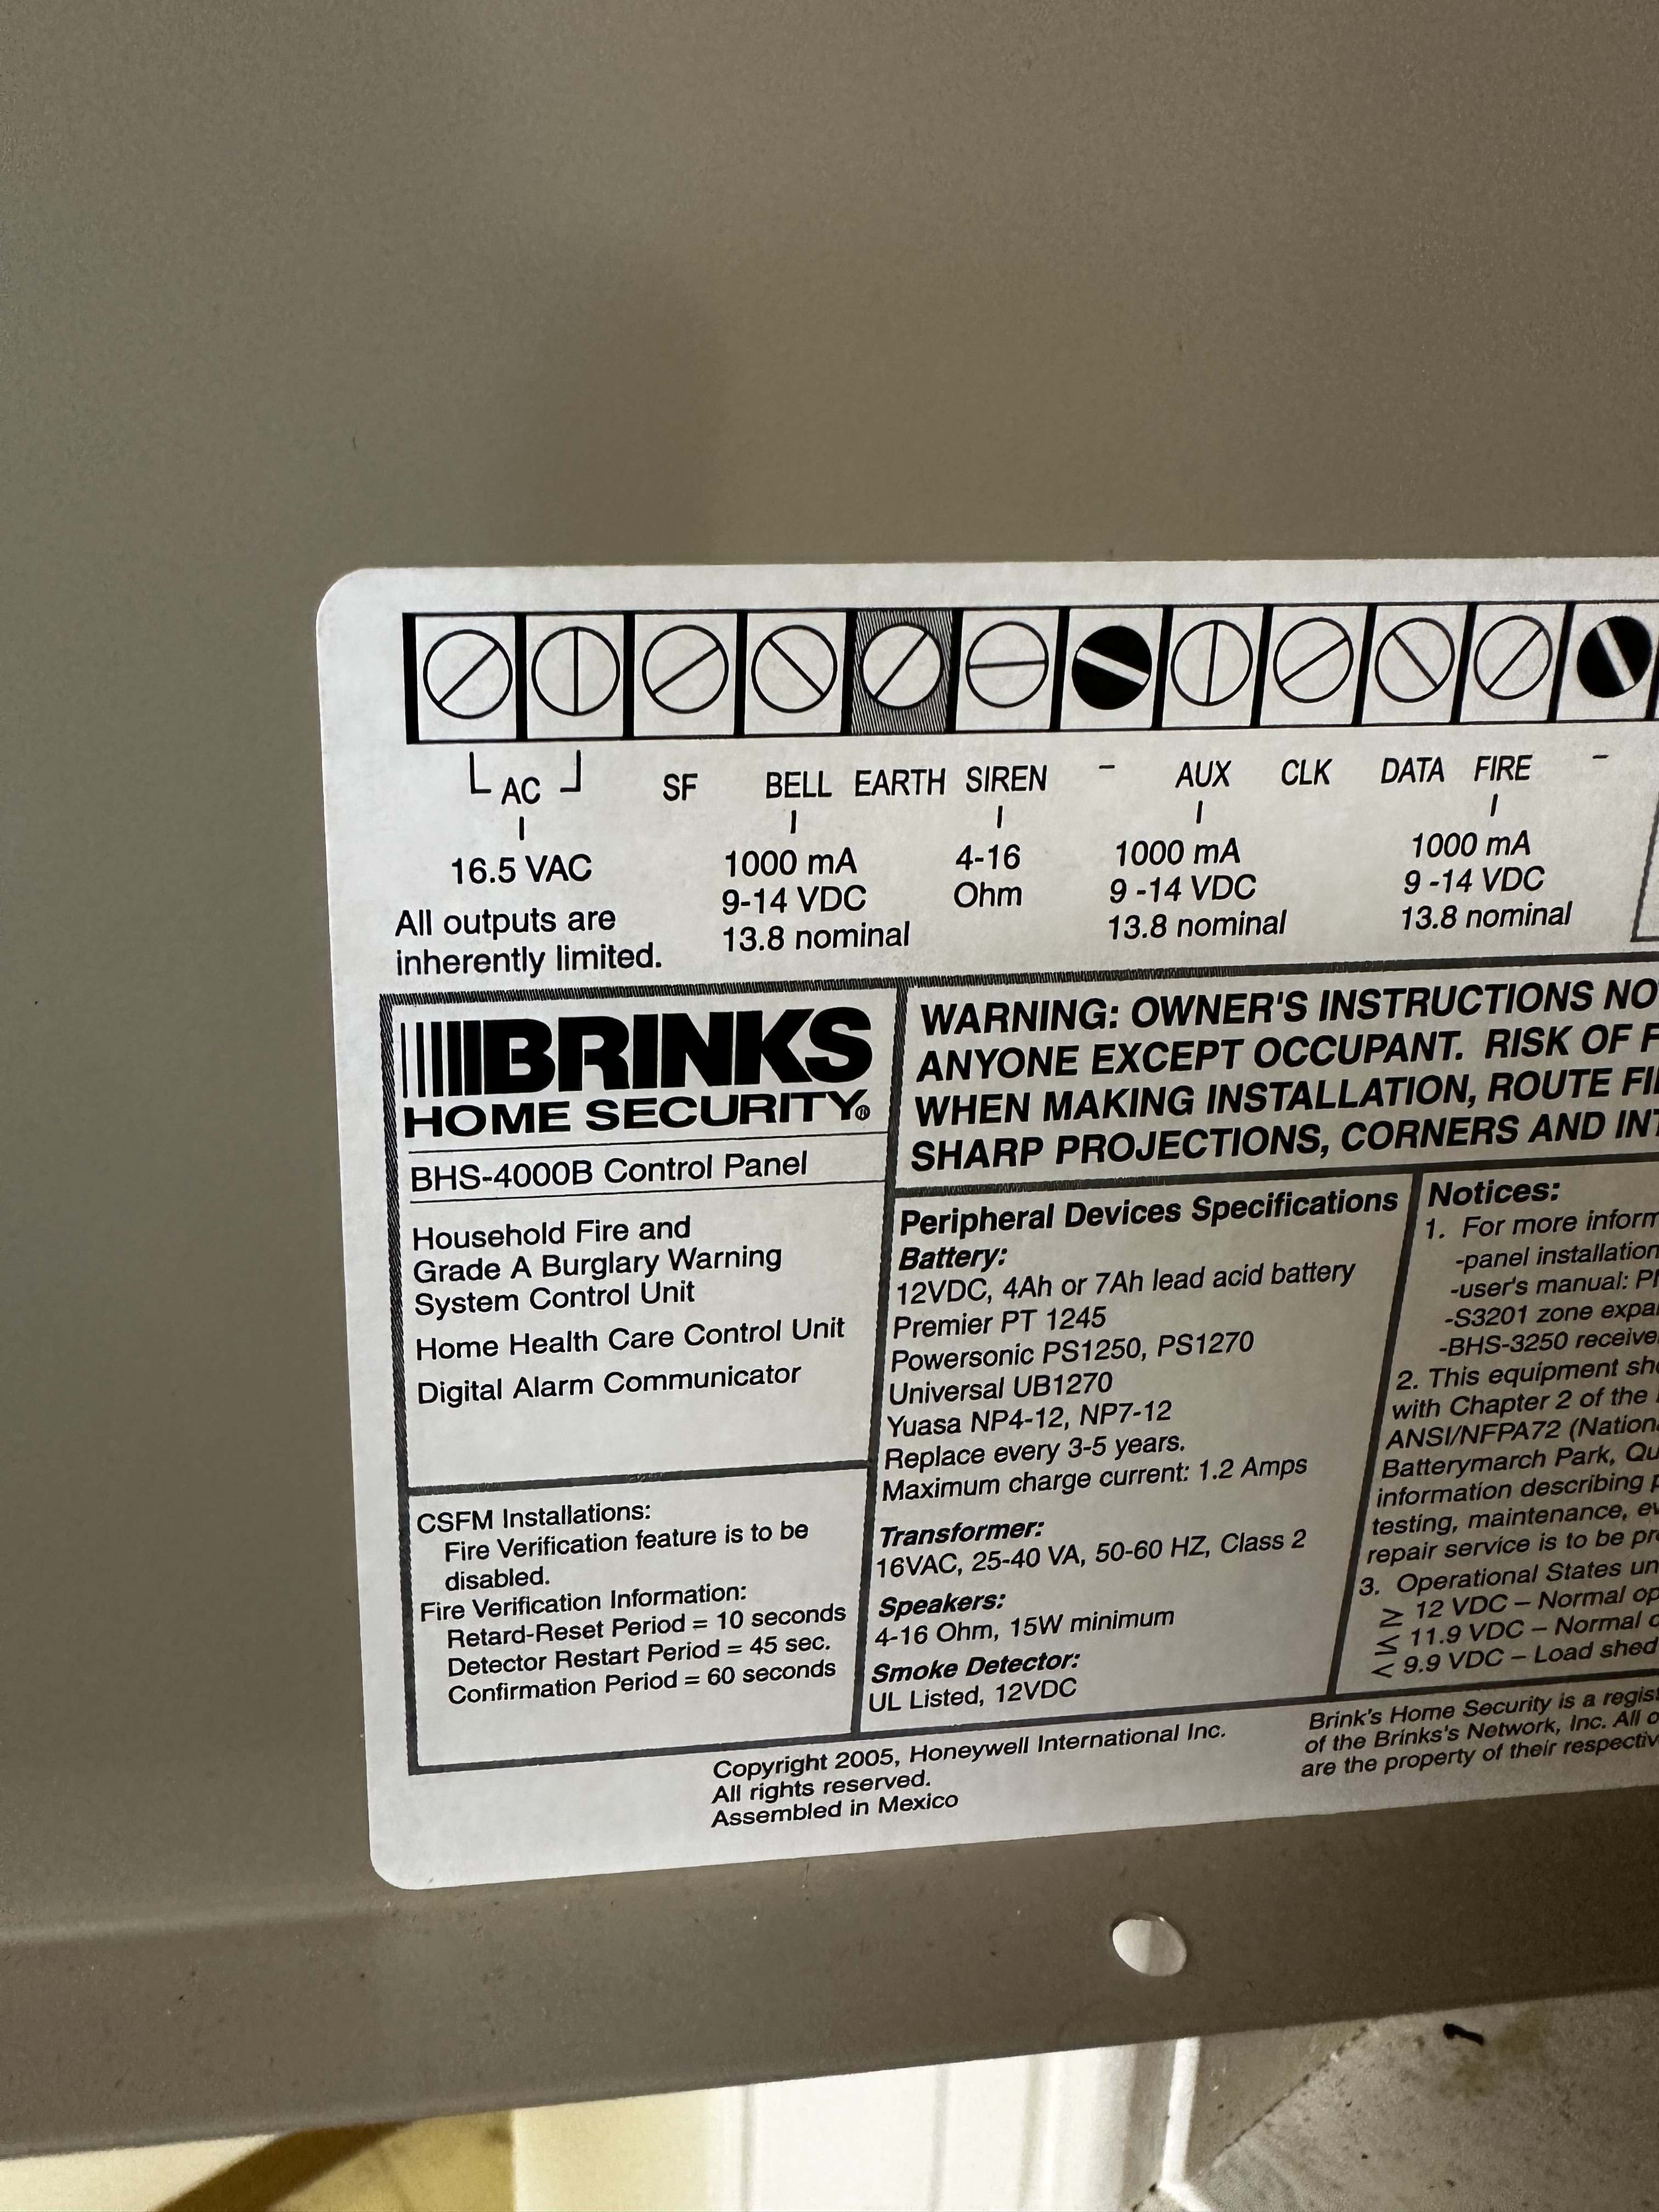 AC SF BELL EARTH SIREN – AUX CLK DATA FIRE –
16.5 VAC
All outputs are
inherently limited.
1000 mA
9-14 VDC
13.8 nominal
4-16
Ohm
1000 mA
9 -14 VDC
13.8 nominal
1000 mA
9 -14 VDC
13.8 nominal
BRINKS
HOME SECURITY®
BHS-4000B Control Panel
Household Fire and
Grade A Burglary Warning
System Control Unit
Home Health Care Control Unit
Digital Alarm Communicator
CSFM Installations:
Fire Verification feature is to be
disabled.
Fire Verification Information:
Retard-Reset Period = 10 seconds
Detector Restart Period = 45 sec.
Confirmation Period = 60 seconds
WARNING: OWNER'S INSTRUCTIONS
ANYONE EXCEPT OCCUPANT. RISK OF
WHEN MAKING INSTALLATION, ROUTE
SHARP PROJECTIONS, CORNERS AND
Peripheral Devices Specifications
Battery:
12VDC, 4Ah or 7Ah lead acid battery
Premier PT 1245
Powersonic PS1250, PS1270
Universal UB1270
Yuasa NP4-12, NP7-12
Replace every 3-5 years.
Maximum charge current: 1.2 Amps
Transformer:
16VAC, 25-40 VA, 50-60 HZ, Class 2
Speakers:
4-16 Ohm, 15W minimum
Smoke Detector:
UL Listed, 12VDC
Notices:
1. For more
-panel installation
-user's manual:
-S3201 zone
-BHS-3250
2. This equipment
with Chapter 2 of the
ANSI/NFPA72
Batterymarch Park,
information describing
testing, maintenance,
repair service is to be
3. Operational States
≥ 12 VDC – Normal
≤ 11.9 VDC – Normal
< 9.9 VDC – Load shed
Copyright 2005, Honeywell International Inc.
All rights reserved.
Assembled in Mexico
Brink's Home Security is a
of the Brinks's Network, Inc. All
are the property of their